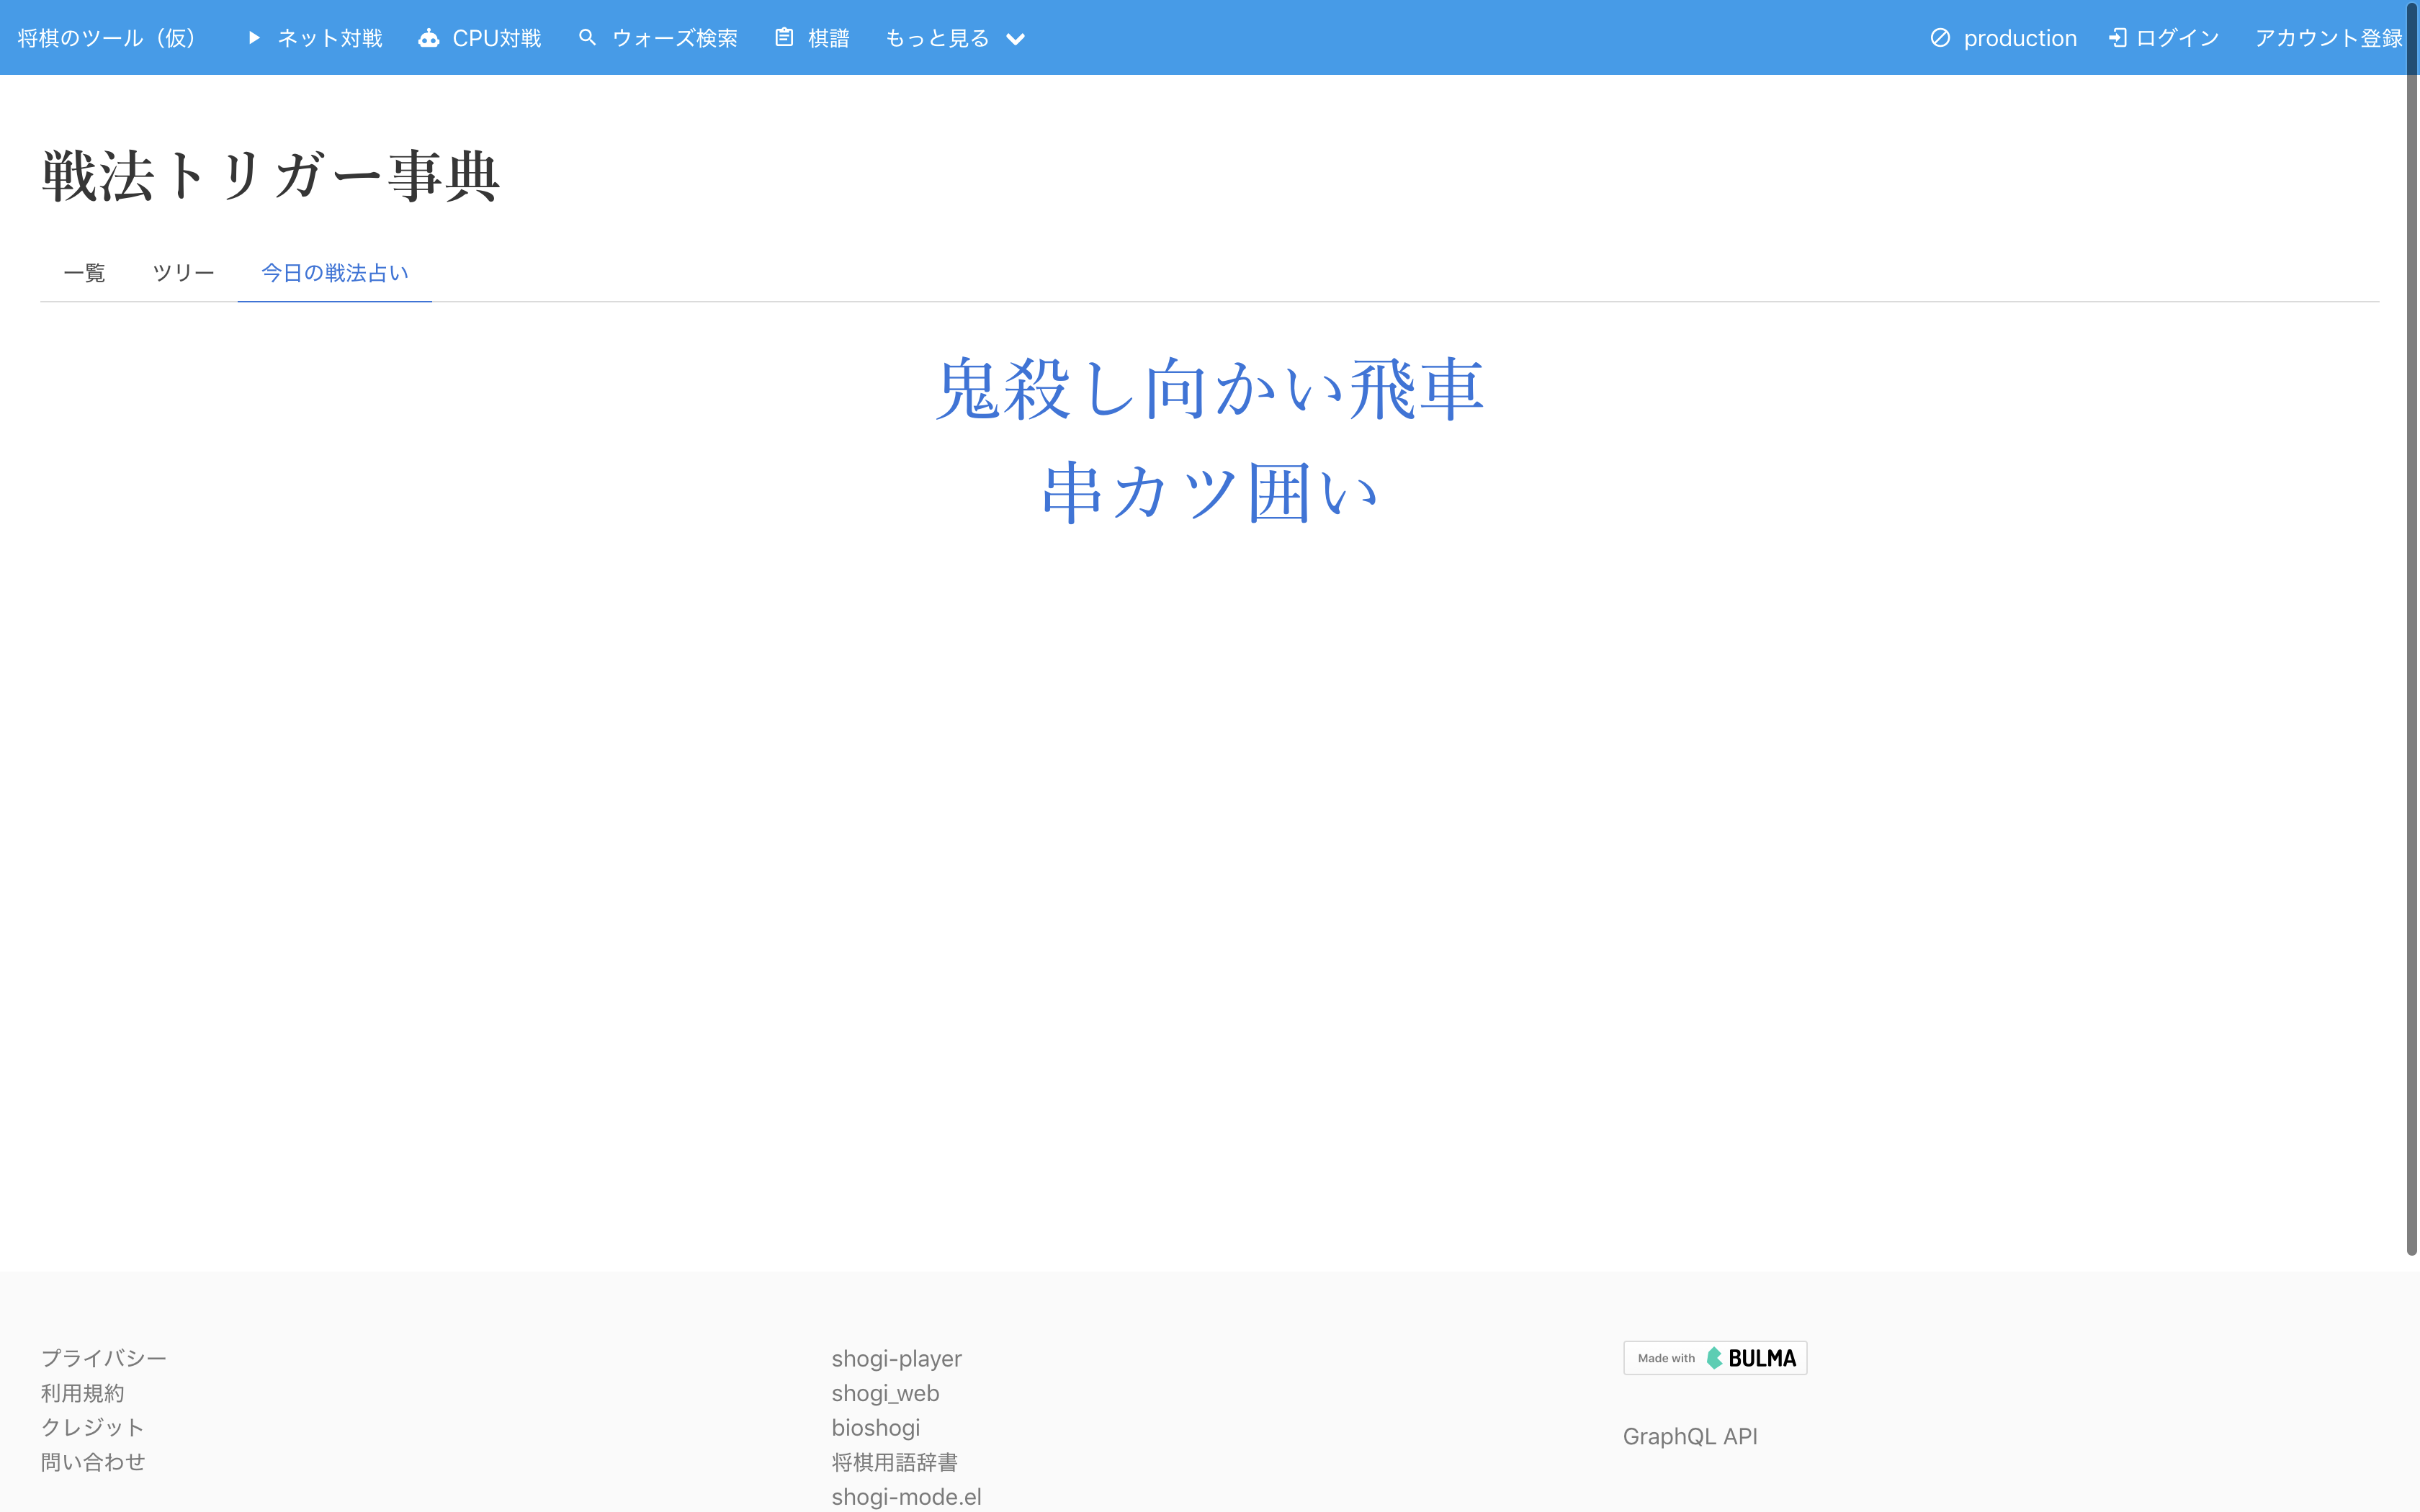 将棋のツール（仮） ネット対戦 CPU対戦 ウォーズ検索 棋譜 もっと見る production ログイン アカウント登録
戦法トリガー事典
一覧 ツリー 今日の戦法占い
鬼殺し向かい飛車
串カツ囲い
プライバシー
利用規約
クレジット
問い合わせ
shogi-player
shogi_web
bioshogi
将棋用語辞書
shogi-mode.el
Made with BULMA
GraphQL API